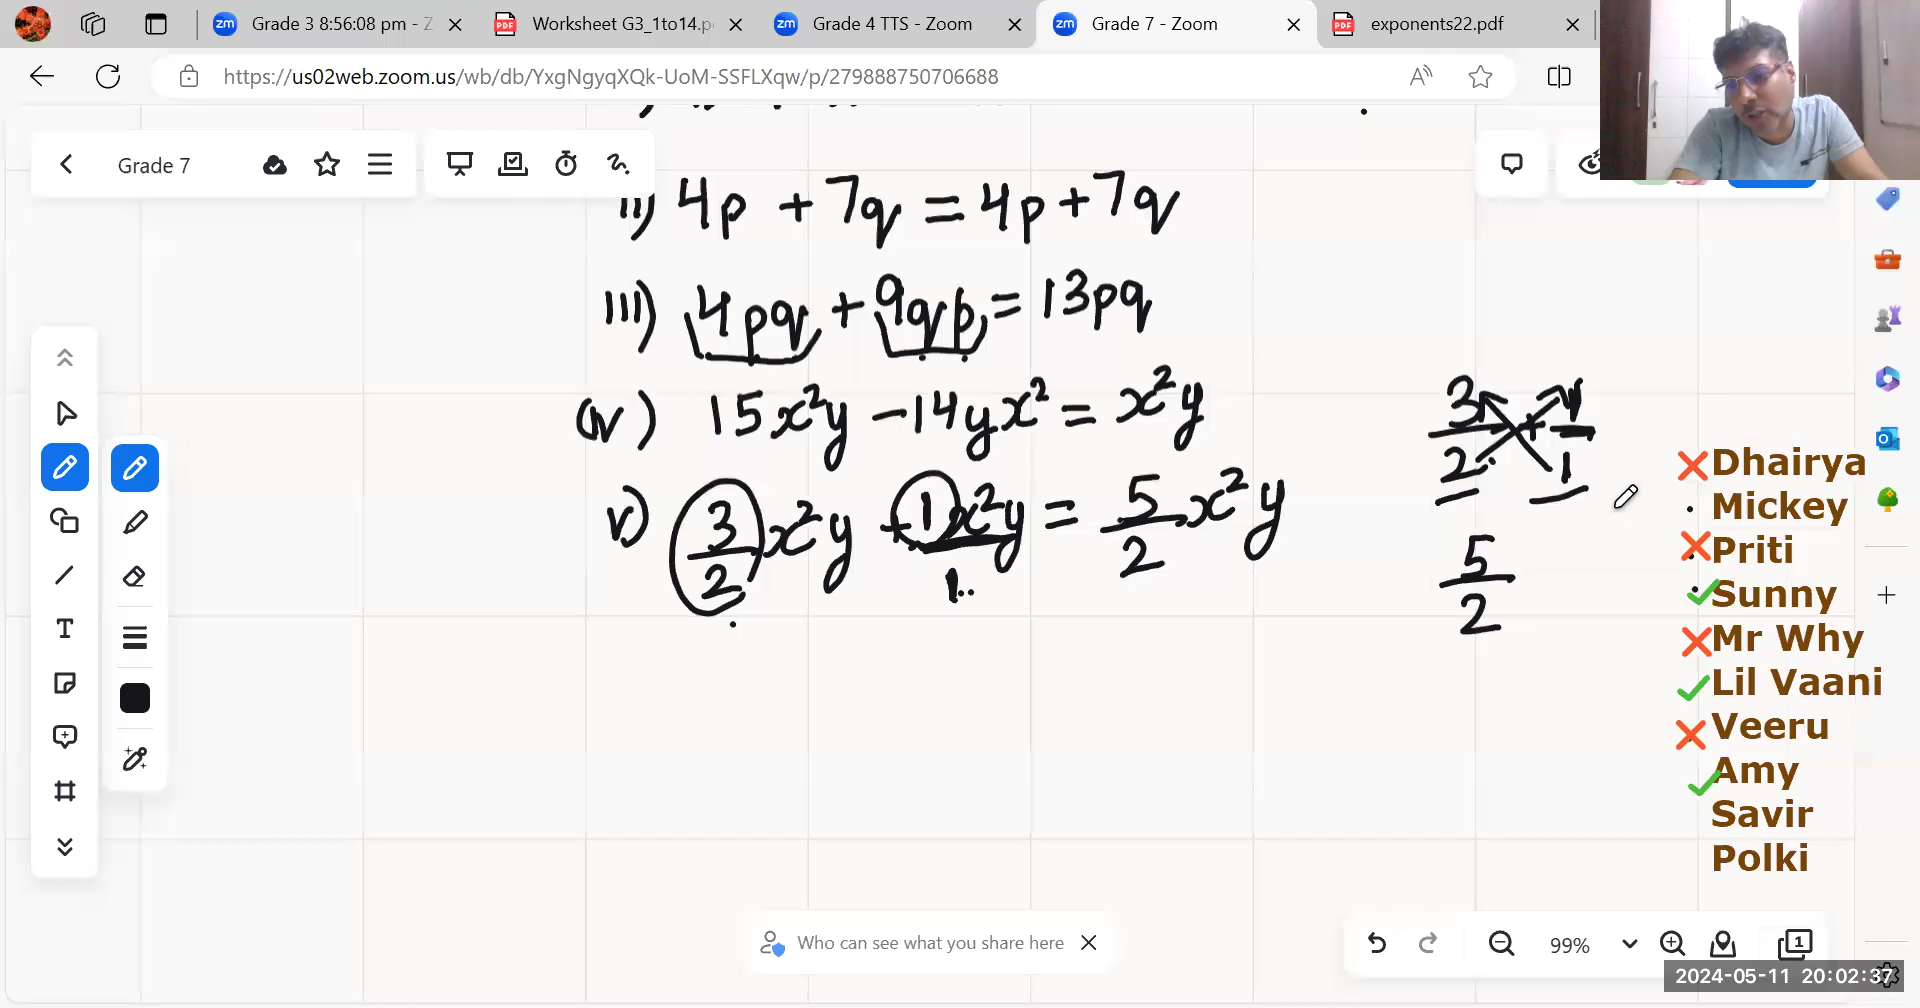 Grade 3 8:56:08 pm - Z
Worksheet G3_1to14.p
Grade 4 TTS - Zoom
Grade 7 - Zoom
exponents22.pdf
https://us02web.zoom.us/wb/db/YxgNgyqXQk-UoM-SSFLXqw/p/279888750706688
Grade 7
ii) 4p + 7q = 4p + 7q
iii) 4pq + 9qp = 13pq
(iv) 15x²y - 14yx² = x²y
v) 3/2 x²y + 1x²y/1 = 5/2 x²y
3/2 + 1/1
5/2
Dhairya
Mickey
Priti
Sunny
Mr Why
Lil Vaani
Veeru
Amy
Savir
Polki
Who can see what you share here
99%
1
2024-05-11 20:02:37